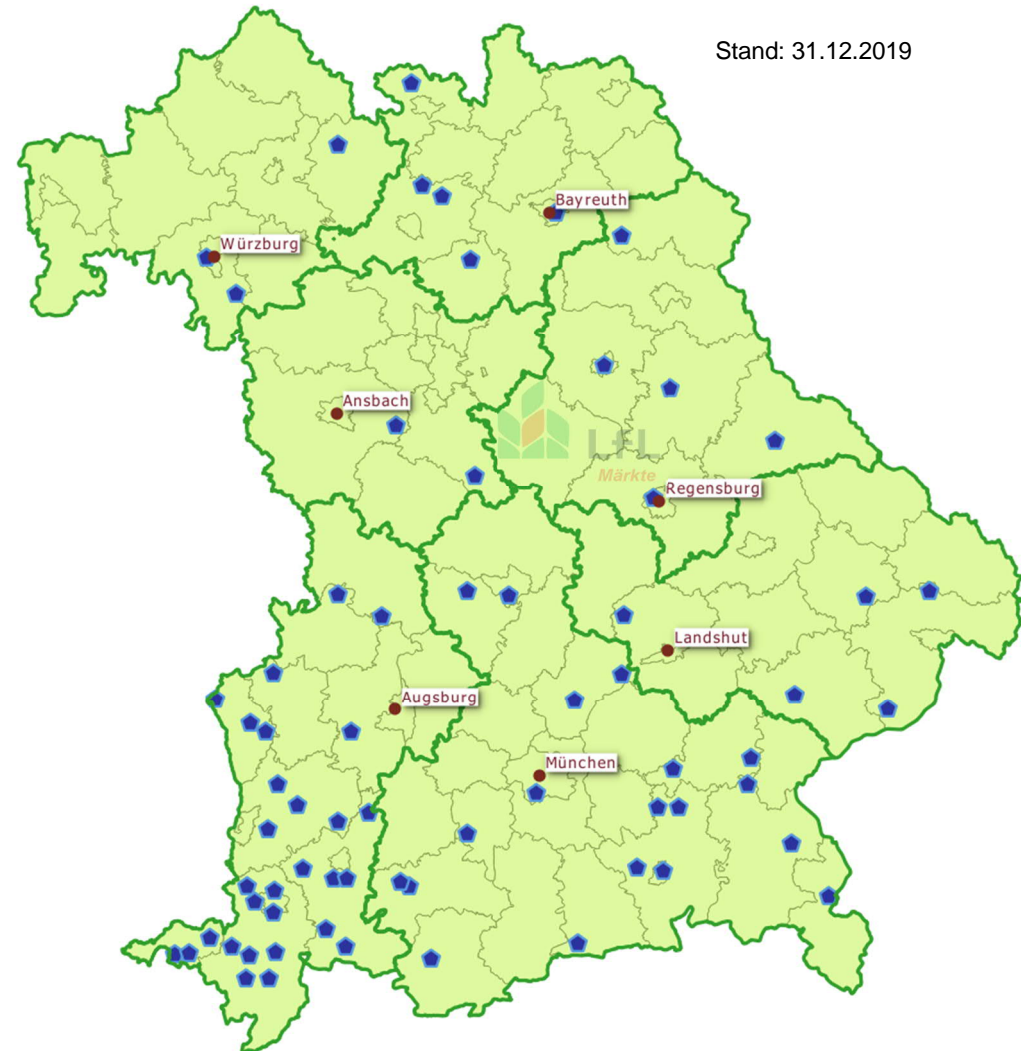 Stand: 31.12.2019
Bayreuth
Würzburg
Ansbach
LfL
Märkte
Regensburg
Landshut
Augsburg
München